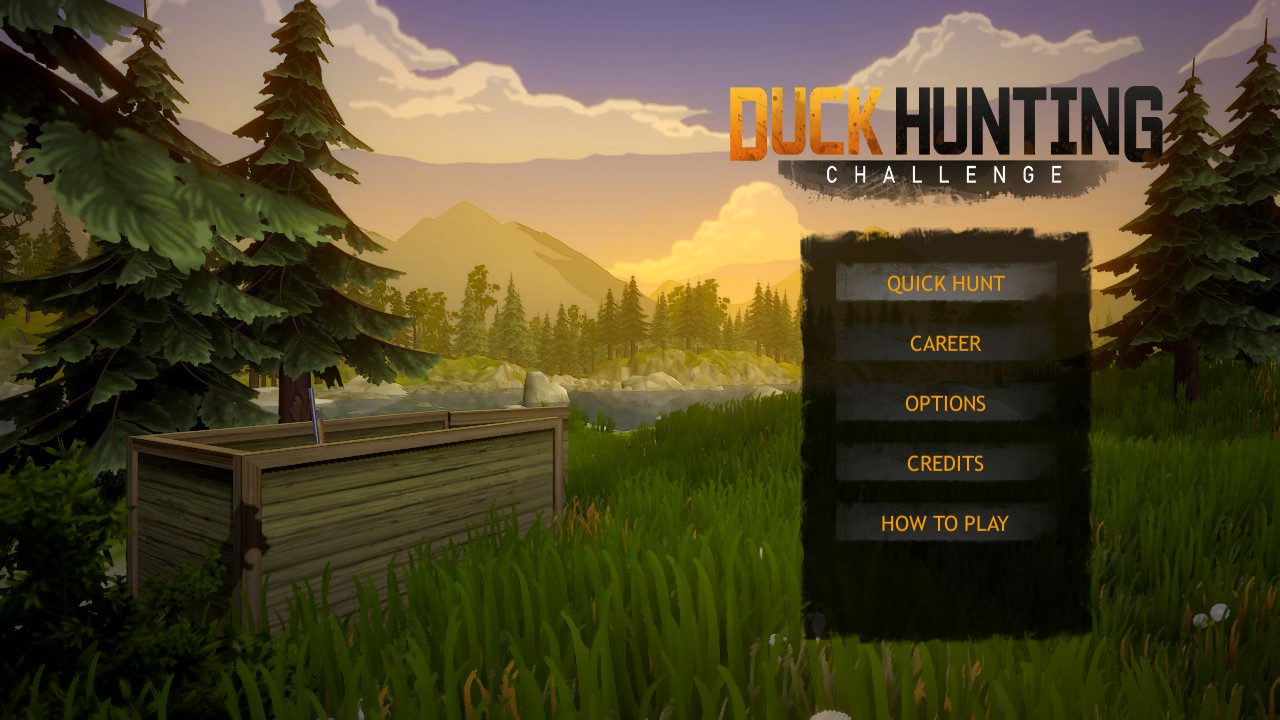 DUCK HUNTING
CHALLENGE
QUICK HUNT
CAREER
OPTIONS
CREDITS
HOW TO PLAY